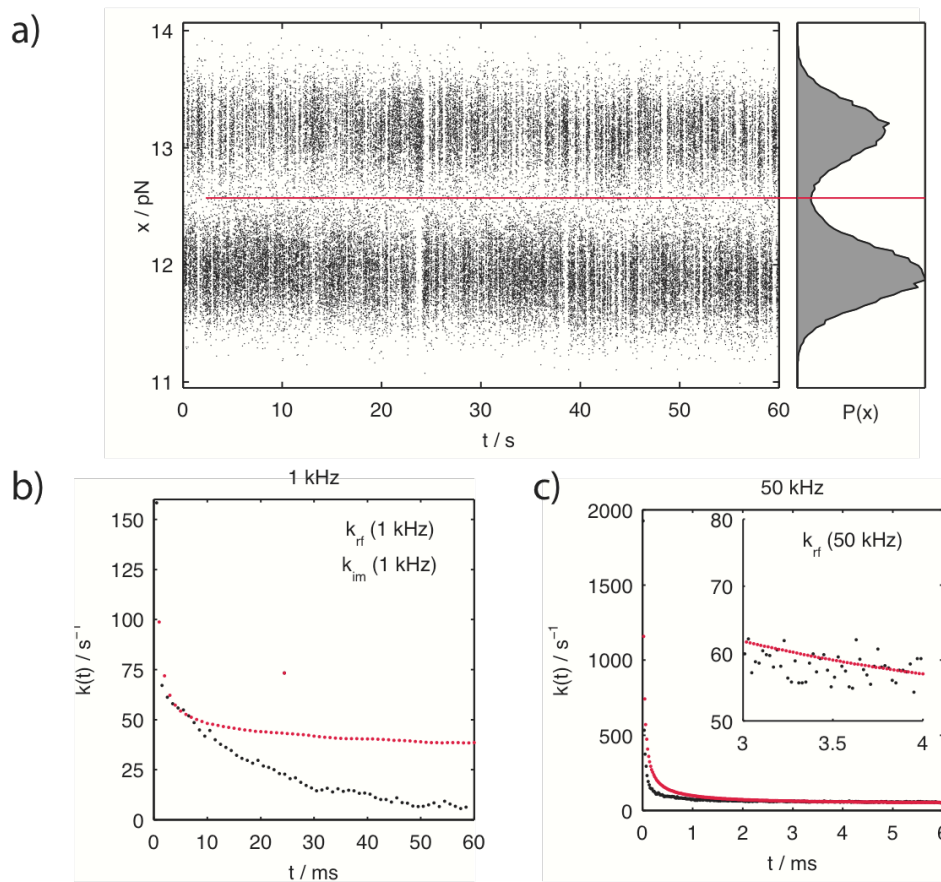 a)
14
13
12
11
x / pN
0 10 20 30 40 50 60
t / s
P(x)
b)
1 kHz
150
125
100
75
50
25
0
k(t) / s⁻¹
k_rf (1 kHz)
k_im (1 kHz)
0 10 20 30 40 50 60
t / ms
c)
50 kHz
2000
1500
1000
500
0
k(t) / s⁻¹
80
70
60
50
k_rf (50 kHz)
3 3.5 4
0 1 2 3 4 5 6
t / ms